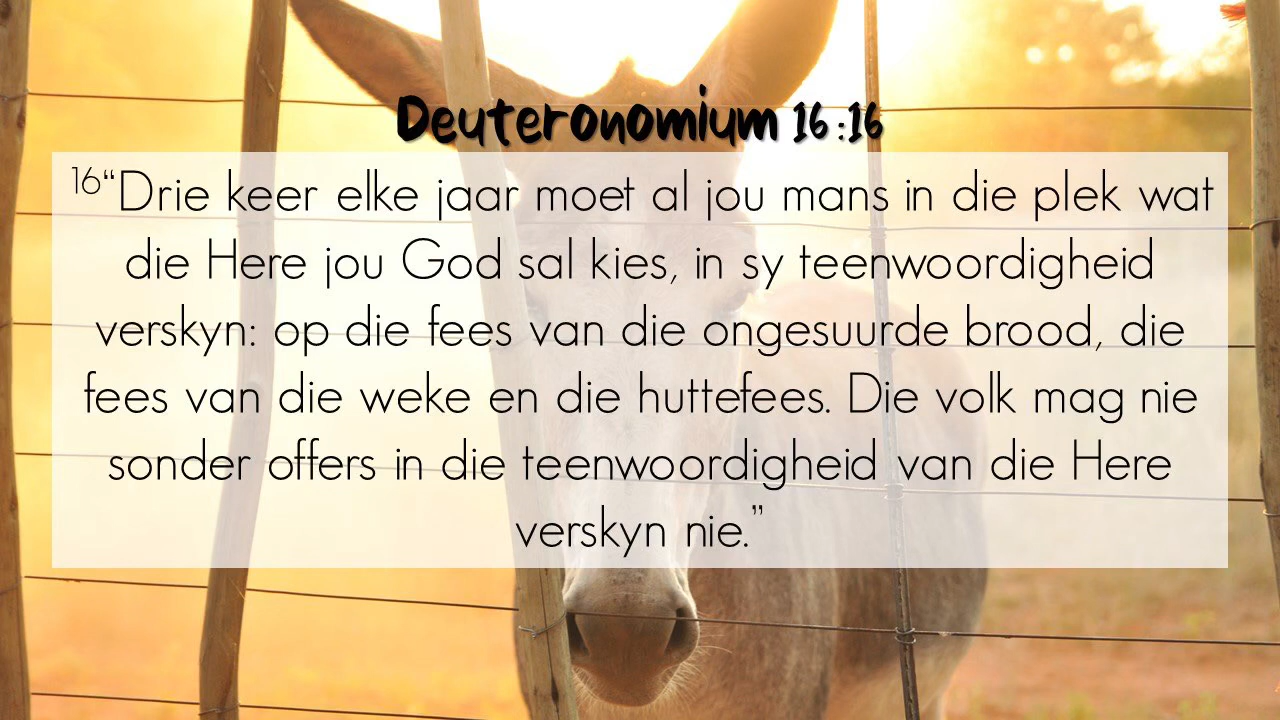 Deuteronomium 16:16
16“Drie keer elke jaar moet al jou mans in die plek wat
die Here jou God sal kies, in sy teenwoordigheid
verskyn: op die fees van die ongesuurde brood, die
fees van die weke en die huttefees. Die volk mag nie
sonder offers in die teenwoordigheid van die Here
verskyn nie.”